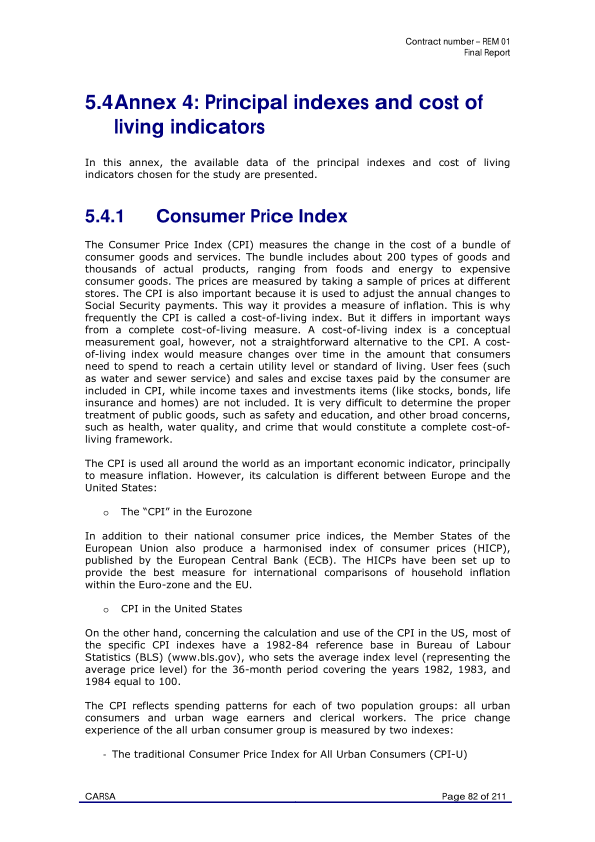 Contract number – REM 01
Final Report
5.4Annex 4: Principal indexes and cost of
living indicators
In this annex, the available data of the principal indexes and cost of living
indicators chosen for the study are presented.
5.4.1 Consumer Price Index
The Consumer Price Index (CPI) measures the change in the cost of a bundle of
consumer goods and services. The bundle includes about 200 types of goods and
thousands of actual products, ranging from foods and energy to expensive
consumer goods. The prices are measured by taking a sample of prices at different
stores. The CPI is also important because it is used to adjust the annual changes to
Social Security payments. This way it provides a measure of inflation. This is why
frequently the CPI is called a cost-of-living index. But it differs in important ways
from a complete cost-of-living measure. A cost-of-living index is a conceptual
measurement goal, however, not a straightforward alternative to the CPI. A cost-
of-living index would measure changes over time in the amount that consumers
need to spend to reach a certain utility level or standard of living. User fees (such
as water and sewer service) and sales and excise taxes paid by the consumer are
included in CPI, while income taxes and investments items (like stocks, bonds, life
insurance and homes) are not included. It is very difficult to determine the proper
treatment of public goods, such as safety and education, and other broad concerns,
such as health, water quality, and crime that would constitute a complete cost-of-
living framework.
The CPI is used all around the world as an important economic indicator, principally
to measure inflation. However, its calculation is different between Europe and the
United States:
o The “CPI” in the Eurozone
In addition to their national consumer price indices, the Member States of the
European Union also produce a harmonised index of consumer prices (HICP),
published by the European Central Bank (ECB). The HICPs have been set up to
provide the best measure for international comparisons of household inflation
within the Euro-zone and the EU.
o CPI in the United States
On the other hand, concerning the calculation and use of the CPI in the US, most of
the specific CPI indexes have a 1982-84 reference base in Bureau of Labour
Statistics (BLS) (www.bls.gov), who sets the average index level (representing the
average price level) for the 36-month period covering the years 1982, 1983, and
1984 equal to 100.
The CPI reflects spending patterns for each of two population groups: all urban
consumers and urban wage earners and clerical workers. The price change
experience of the all urban consumer group is measured by two indexes:
- The traditional Consumer Price Index for All Urban Consumers (CPI-U)
CARSA Page 82 of 211